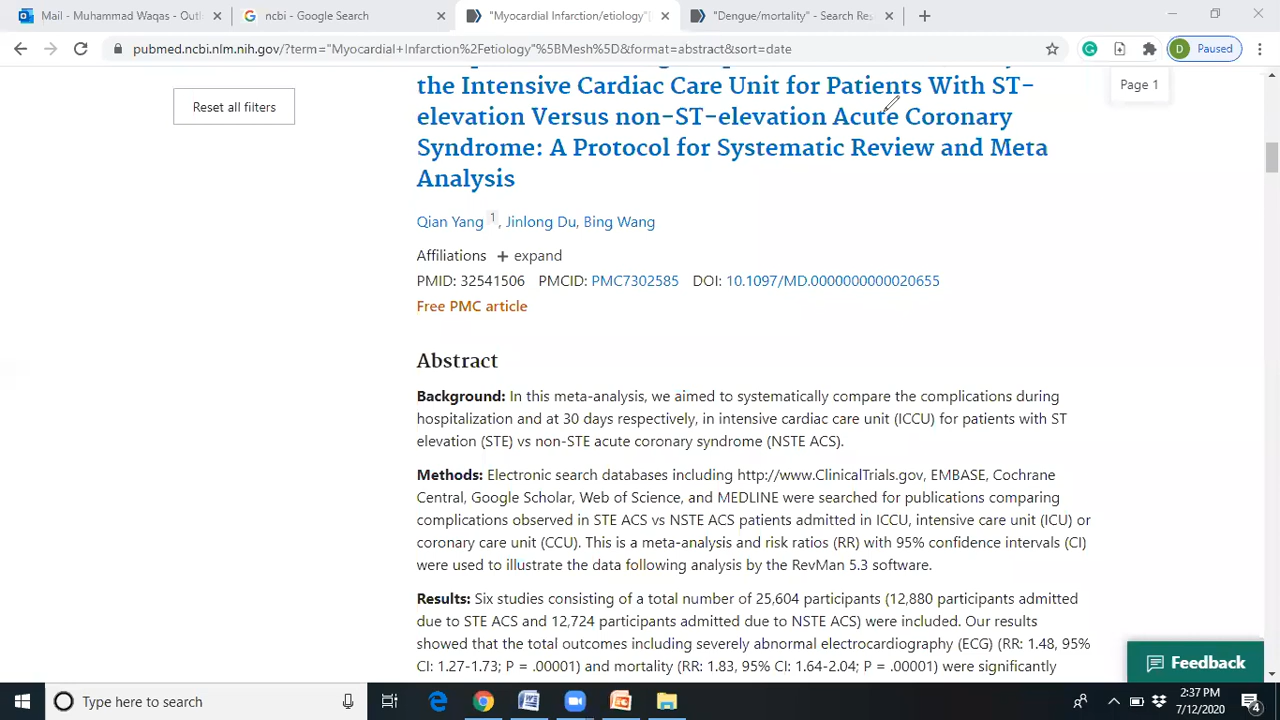 Mail - Muhammad Waqas - Outl
ncbi - Google Search
"Myocardial Infarction/etiology"[
"Dengue/mortality" - Search Res
pubmed.ncbi.nlm.nih.gov/?term="Myocardial+Infarction%2Fetiology"%5BMesh%5D&format=abstract&sort=date
D Paused
Page 1
Reset all filters
the Intensive Cardiac Care Unit for Patients With ST-
elevation Versus non-ST-elevation Acute Coronary
Syndrome: A Protocol for Systematic Review and Meta
Analysis
Qian Yang 1, Jinlong Du, Bing Wang
Affiliations + expand
PMID: 32541506 PMCID: PMC7302585 DOI: 10.1097/MD.0000000000020655
Free PMC article
Abstract
Background: In this meta-analysis, we aimed to systematically compare the complications during
hospitalization and at 30 days respectively, in intensive cardiac care unit (ICCU) for patients with ST
elevation (STE) vs non-STE acute coronary syndrome (NSTE ACS).
Methods: Electronic search databases including http://www.ClinicalTrials.gov, EMBASE, Cochrane
Central, Google Scholar, Web of Science, and MEDLINE were searched for publications comparing
complications observed in STE ACS vs NSTE ACS patients admitted in ICCU, intensive care unit (ICU) or
coronary care unit (CCU). This is a meta-analysis and risk ratios (RR) with 95% confidence intervals (CI)
were used to illustrate the data following analysis by the RevMan 5.3 software.
Results: Six studies consisting of a total number of 25,604 participants (12,880 participants admitted
due to STE ACS and 12,724 participants admitted due to NSTE ACS) were included. Our results
showed that the total outcomes including severely abnormal electrocardiography (ECG) (RR: 1.48, 95%
CI: 1.27-1.73; P = .00001) and mortality (RR: 1.83, 95% CI: 1.64-2.04; P = .00001) were significantly
Feedback
Type here to search
2:37 PM
7/12/2020
4